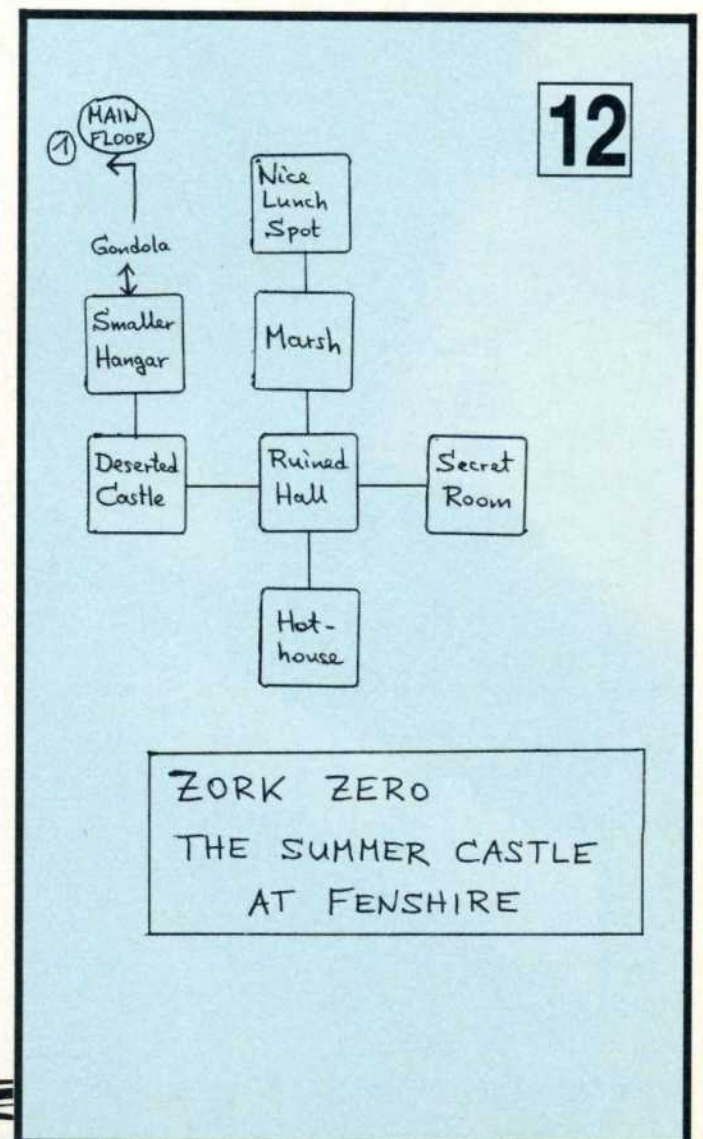 12
MAIN
FLOOR
1
Gondola
Smaller
Hangar
Nice
Lunch
Spot
Marsh
Deserted
Castle
Ruined
Hall
Secret
Room
Hot-
house
ZORK ZERO
THE SUMMER CASTLE
AT FENSHIRE